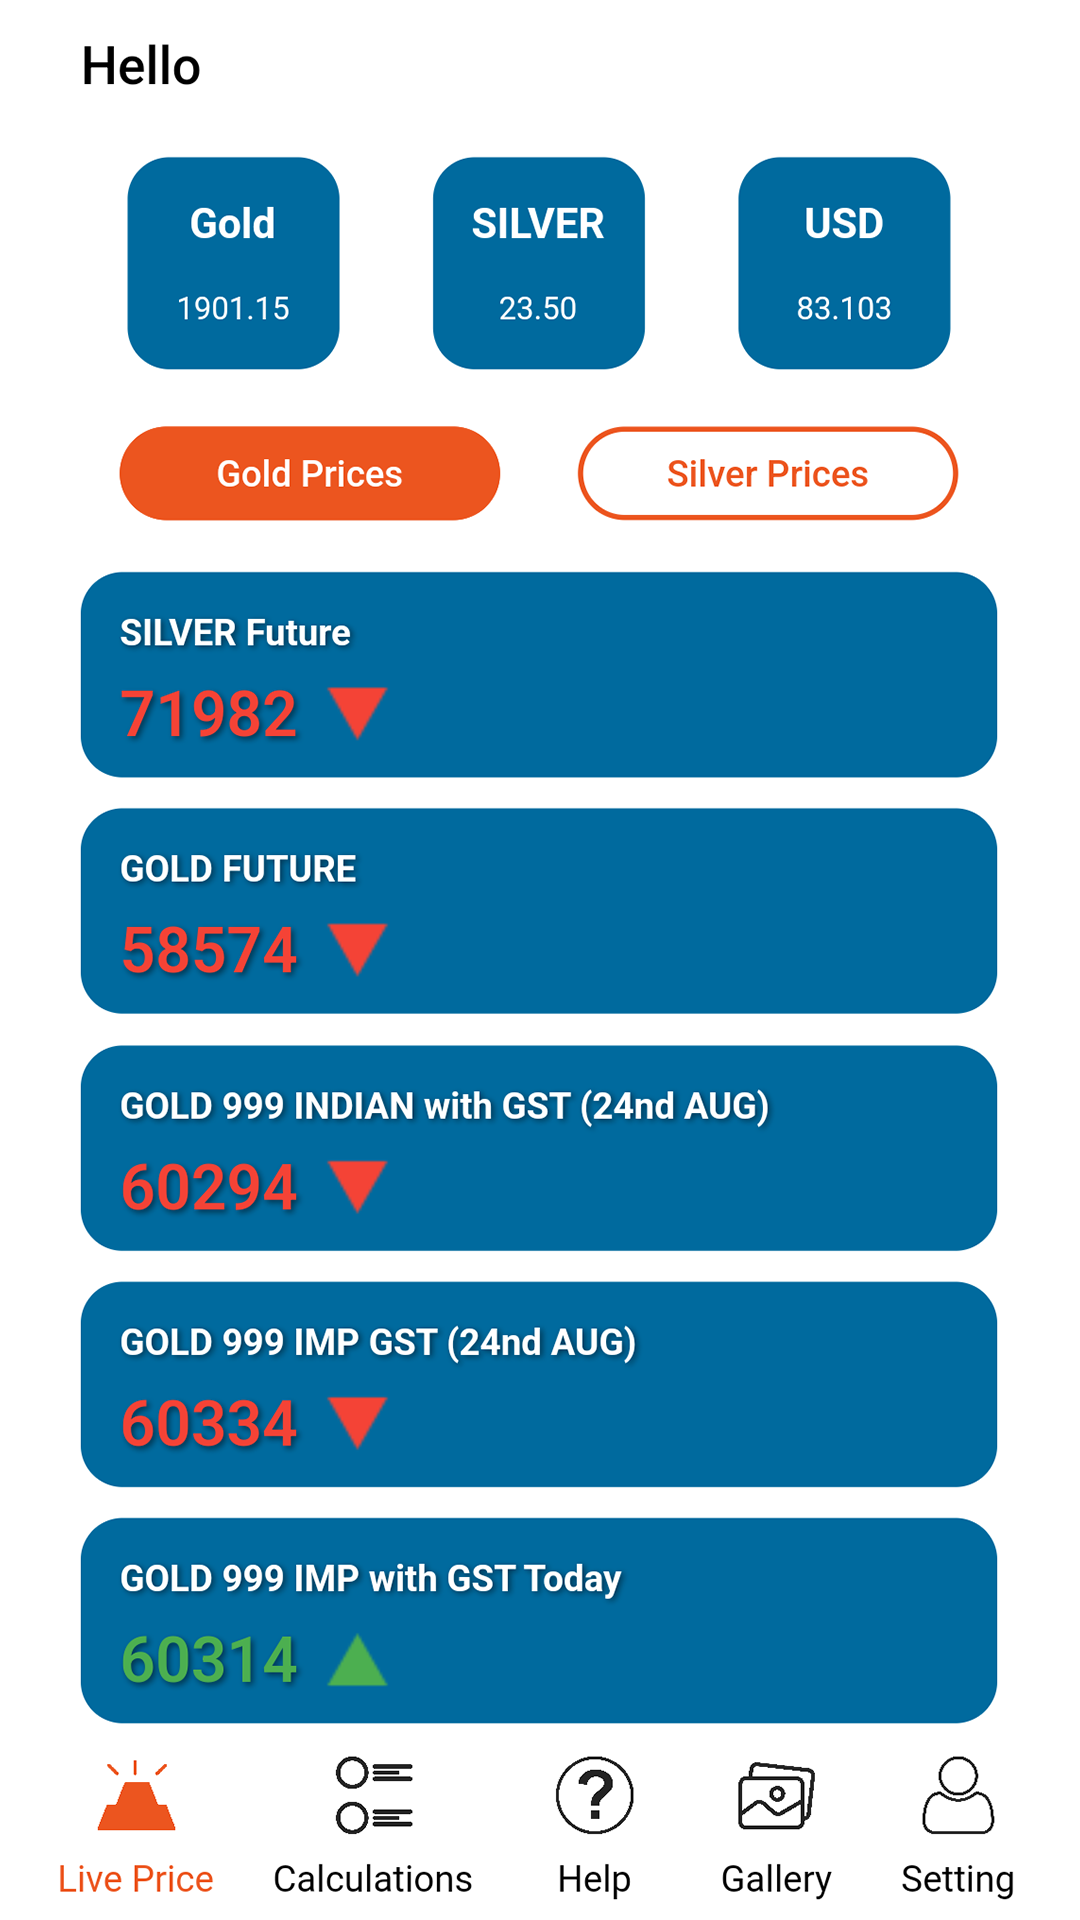 Hello
Gold SILVER USD
1901.15 23.50 83.103
Gold Prices Silver Prices
SILVER Future
71982
GOLD FUTURE
58574
GOLD 999 INDIAN with GST (24nd AUG)
60294
GOLD 999 IMP GST (24nd AUG)
60334
GOLD 999 IMP with GST Today
60314
Live Price Calculations Help Gallery Setting